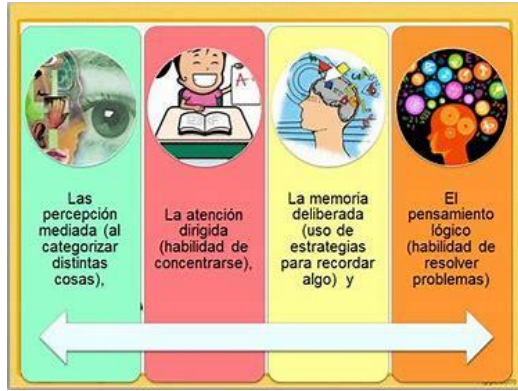 Las
percepción
mediada (al
categorizar
distintas
cosas),
La atención
dirigida
(habilidad de
concentrarse),
La memoria
deliberada
(uso de
estrategias
para recordar
algo) y
El
pensamiento
lógico
(habilidad de
resolver
problemas)